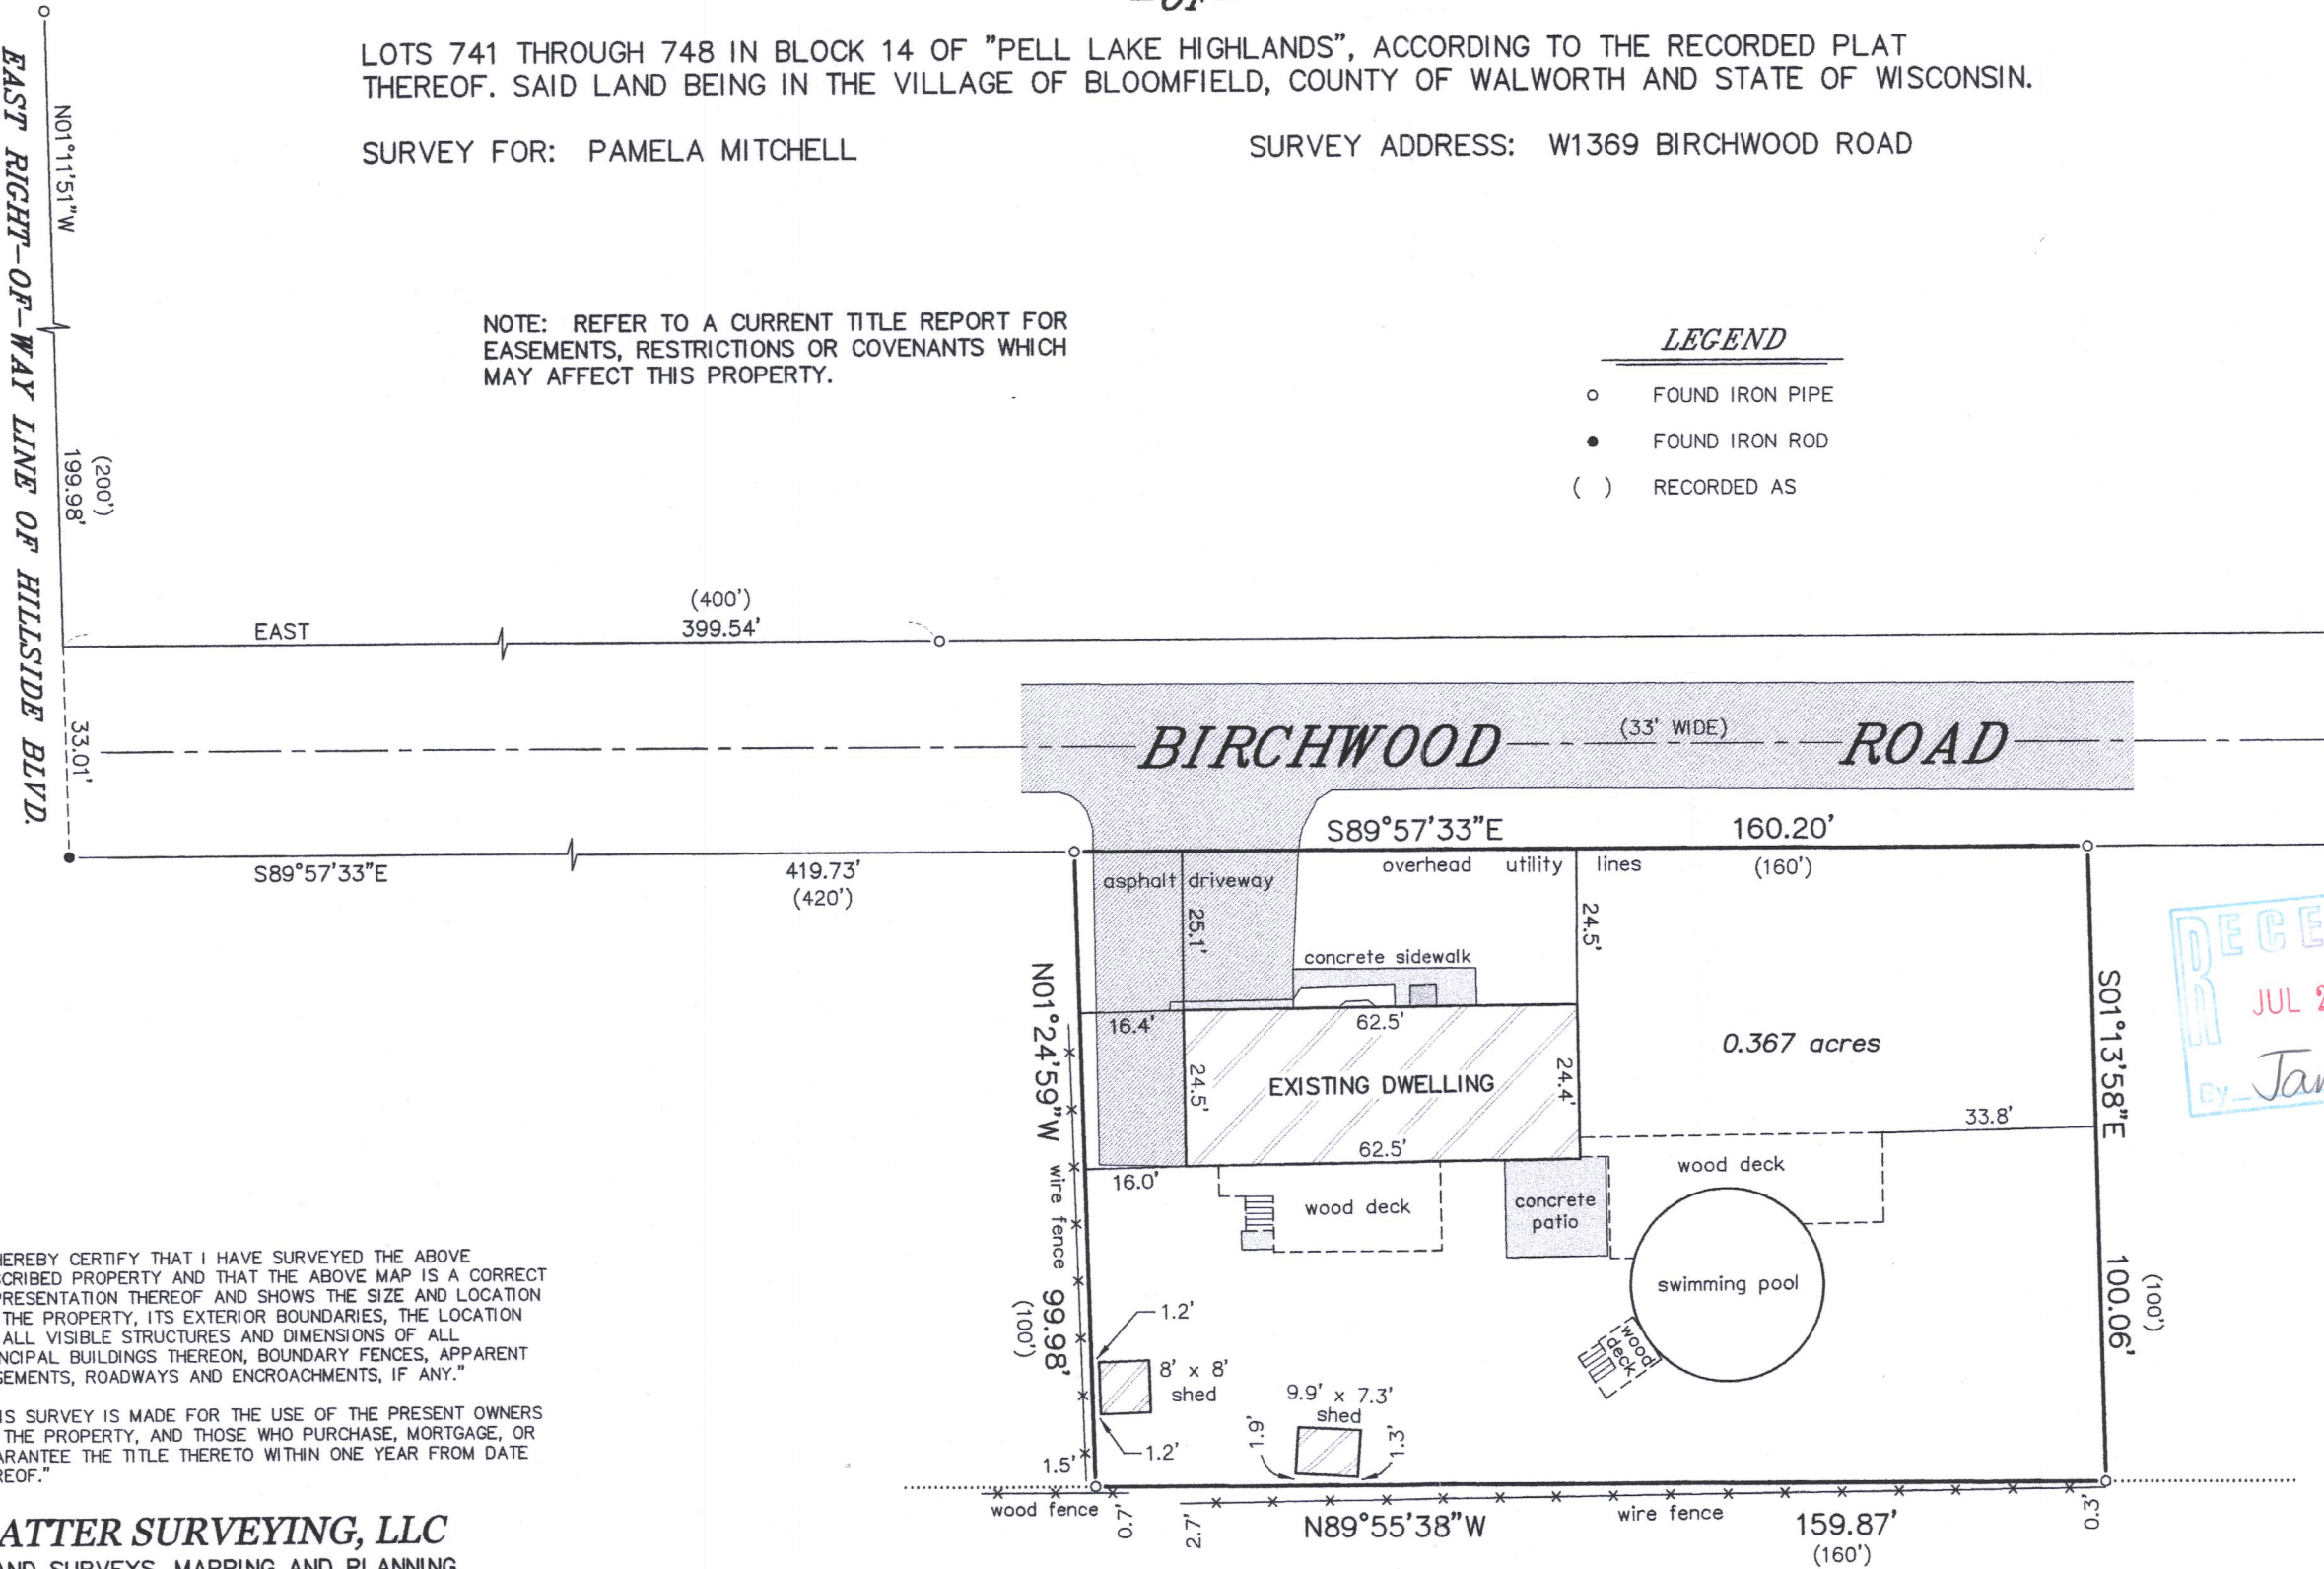 —OF—
LOTS 741 THROUGH 748 IN BLOCK 14 OF "PELL LAKE HIGHLANDS", ACCORDING TO THE RECORDED PLAT
THEREOF. SAID LAND BEING IN THE VILLAGE OF BLOOMFIELD, COUNTY OF WALWORTH AND STATE OF WISCONSIN.
SURVEY FOR: PAMELA MITCHELL
SURVEY ADDRESS: W1369 BIRCHWOOD ROAD
EAST RIGHT-OF-WAY LINE OF HILLSIDE BLVD.
N01°11'51"W
(200')
199.98'
33.01'
NOTE: REFER TO A CURRENT TITLE REPORT FOR
EASEMENTS, RESTRICTIONS OR COVENANTS WHICH
MAY AFFECT THIS PROPERTY.
LEGEND
FOUND IRON PIPE
FOUND IRON ROD
( ) RECORDED AS
EAST
(400')
399.54'
BIRCHWOOD (33' WIDE) ROAD
S89°57'33"E
419.73'
(420')
S89°57'33"E 160.20'
(160')
overhead utility lines
asphalt driveway
25.1'
24.5'
concrete sidewalk
16.4'
62.5'
24.5'
EXISTING DWELLING
24.4'
62.5'
16.0'
0.367 acres
33.8'
wood deck
wood deck
concrete
patio
swimming pool
wood
deck
N01°24'59"W
wire fence
99.98'
(100')
S01°13'58"E
100.06'
(100')
1.2'
8' x 8'
shed
1.2'
1.5'
9.9' x 7.3'
shed
1.9'
1.3'
wood fence
0.7'
2.7'
N89°55'38"W
wire fence
159.87'
(160')
0.3'
JUL 2
By
EREBY CERTIFY THAT I HAVE SURVEYED THE ABOVE
CRIBED PROPERTY AND THAT THE ABOVE MAP IS A CORRECT
PRESENTATION THEREOF AND SHOWS THE SIZE AND LOCATION
THE PROPERTY, ITS EXTERIOR BOUNDARIES, THE LOCATION
ALL VISIBLE STRUCTURES AND DIMENSIONS OF ALL
NCIPAL BUILDINGS THEREON, BOUNDARY FENCES, APPARENT
SEMENTS, ROADWAYS AND ENCROACHMENTS, IF ANY."
IS SURVEY IS MADE FOR THE USE OF THE PRESENT OWNERS
THE PROPERTY, AND THOSE WHO PURCHASE, MORTGAGE, OR
ARANTEE THE TITLE THERETO WITHIN ONE YEAR FROM DATE
REOF."
ATTER SURVEYING, LLC
AND SURVEYS, MAPPING AND PLANNING